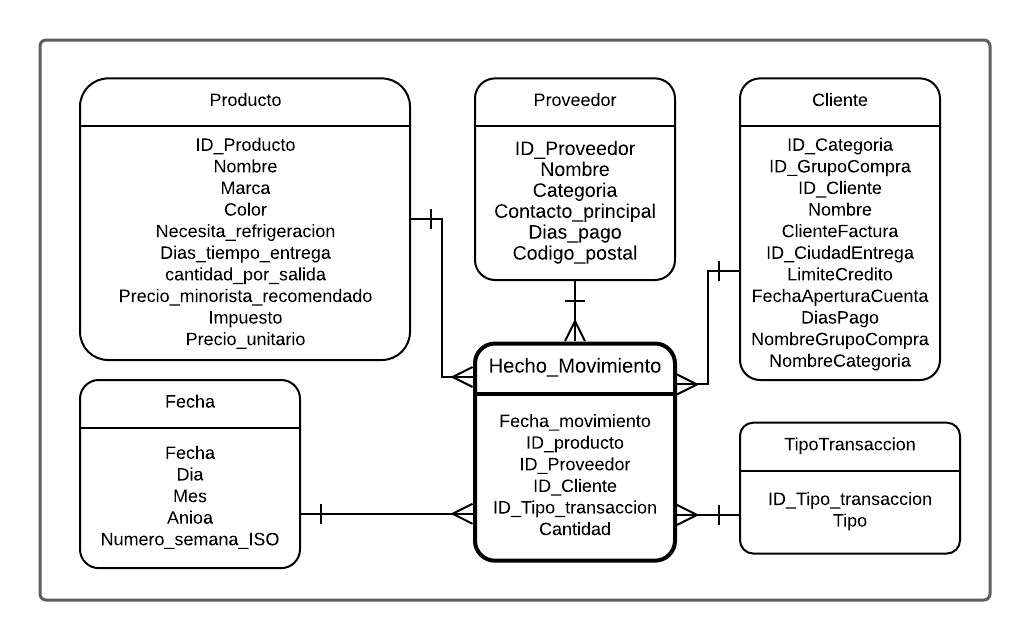 Producto
ID_Producto
Nombre
Marca
Color
Necesita_refrigeracion
Dias_tiempo_entrega
cantidad_por_salida
Precio_minorista_recomendado
Impuesto
Precio_unitario
Proveedor
ID_Proveedor
Nombre
Categoria
Contacto_principal
Dias_pago
Codigo_postal
Cliente
ID_Categoria
ID_GrupoCompra
ID_Cliente
Nombre
ClienteFactura
ID_CiudadEntrega
LimiteCredito
FechaAperturaCuenta
DiasPago
NombreGrupoCompra
NombreCategoria
Fecha
Fecha
Dia
Mes
Anioa
Numero_semana_ISO
Hecho_Movimiento
Fecha_movimiento
ID_producto
ID_Proveedor
ID_Cliente
ID_Tipo_transaccion
Cantidad
TipoTransaccion
ID_Tipo_transaccion
Tipo